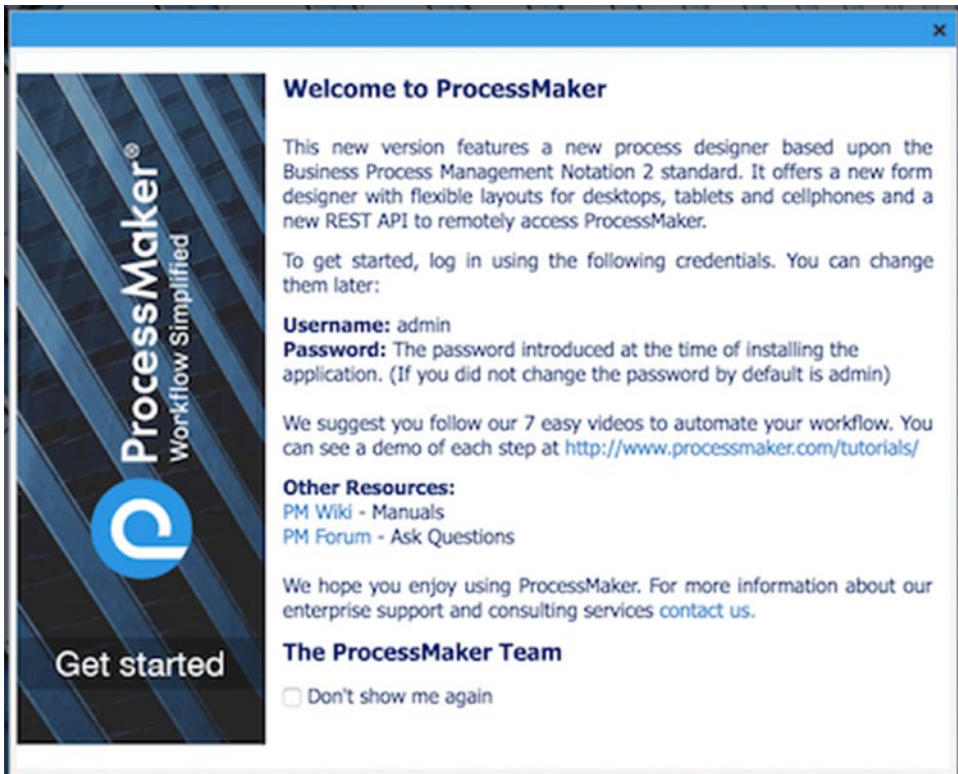 ×
ProcessMaker®
Workflow Simplified
Get started
Welcome to ProcessMaker
This new version features a new process designer based upon the
Business Process Management Notation 2 standard. It offers a new form
designer with flexible layouts for desktops, tablets and cellphones and a
new REST API to remotely access ProcessMaker.
To get started, log in using the following credentials. You can change
them later:
Username: admin
Password: The password introduced at the time of installing the
application. (If you did not change the password by default is admin)
We suggest you follow our 7 easy videos to automate your workflow. You
can see a demo of each step at http://www.processmaker.com/tutorials/
Other Resources:
PM Wiki - Manuals
PM Forum - Ask Questions
We hope you enjoy using ProcessMaker. For more information about our
enterprise support and consulting services contact us.
The ProcessMaker Team
Don't show me again